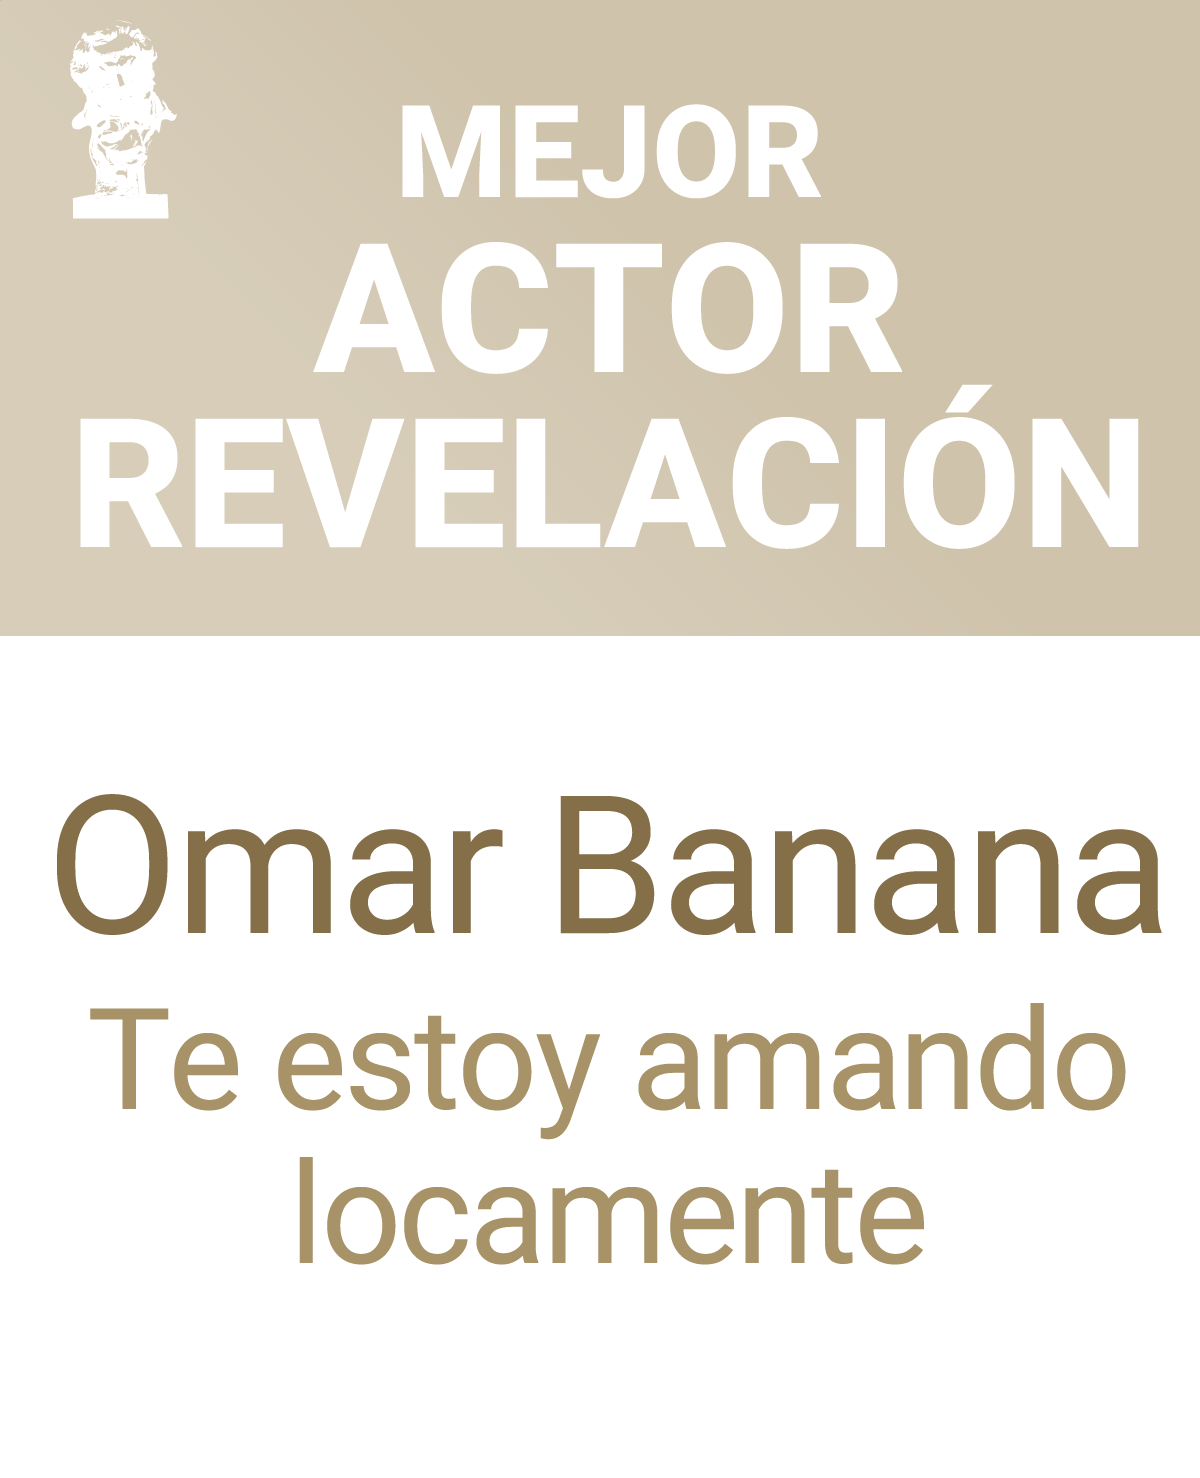 MEJOR
ACTOR
REVELACIÓN
Omar Banana
Te estoy amando
locamente